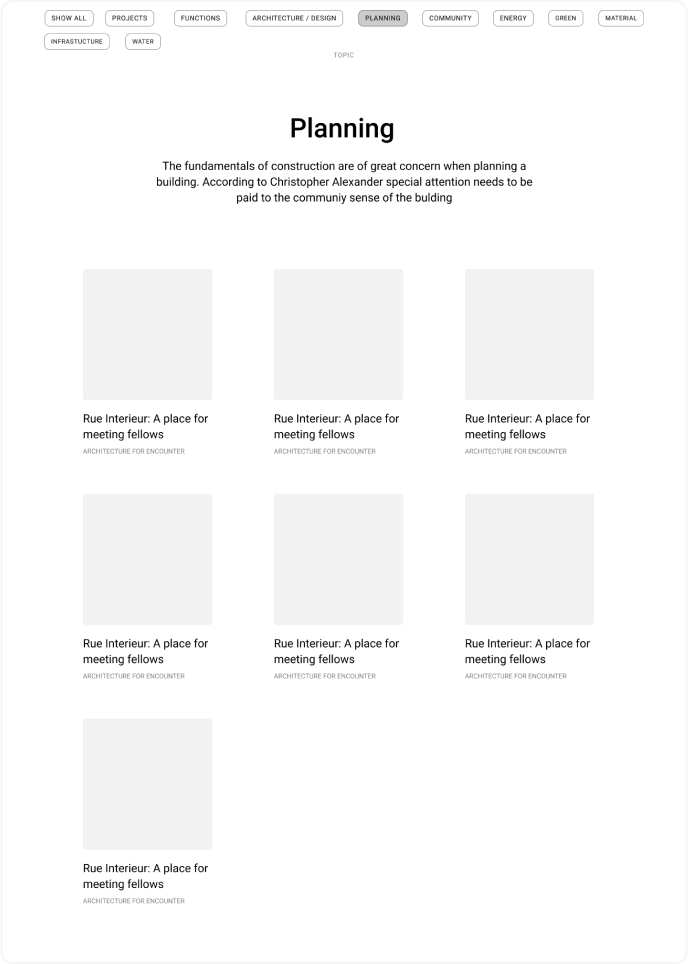 SHOW ALL PROJECTS FUNCTIONS ARCHITECTURE / DESIGN PLANNING COMMUNITY ENERGY GREEN MATERIAL
INFRASTUCTURE WATER
TOPIC
Planning
The fundamentals of construction are of great concern when planning a
building. According to Christopher Alexander special attention needs to be
paid to the communiy sense of the bulding
Rue Interieur: A place for
meeting fellows
ARCHITECTURE FOR ENCOUNTER
Rue Interieur: A place for
meeting fellows
ARCHITECTURE FOR ENCOUNTER
Rue Interieur: A place for
meeting fellows
ARCHITECTURE FOR ENCOUNTER
Rue Interieur: A place for
meeting fellows
ARCHITECTURE FOR ENCOUNTER
Rue Interieur: A place for
meeting fellows
ARCHITECTURE FOR ENCOUNTER
Rue Interieur: A place for
meeting fellows
ARCHITECTURE FOR ENCOUNTER
Rue Interieur: A place for
meeting fellows
ARCHITECTURE FOR ENCOUNTER